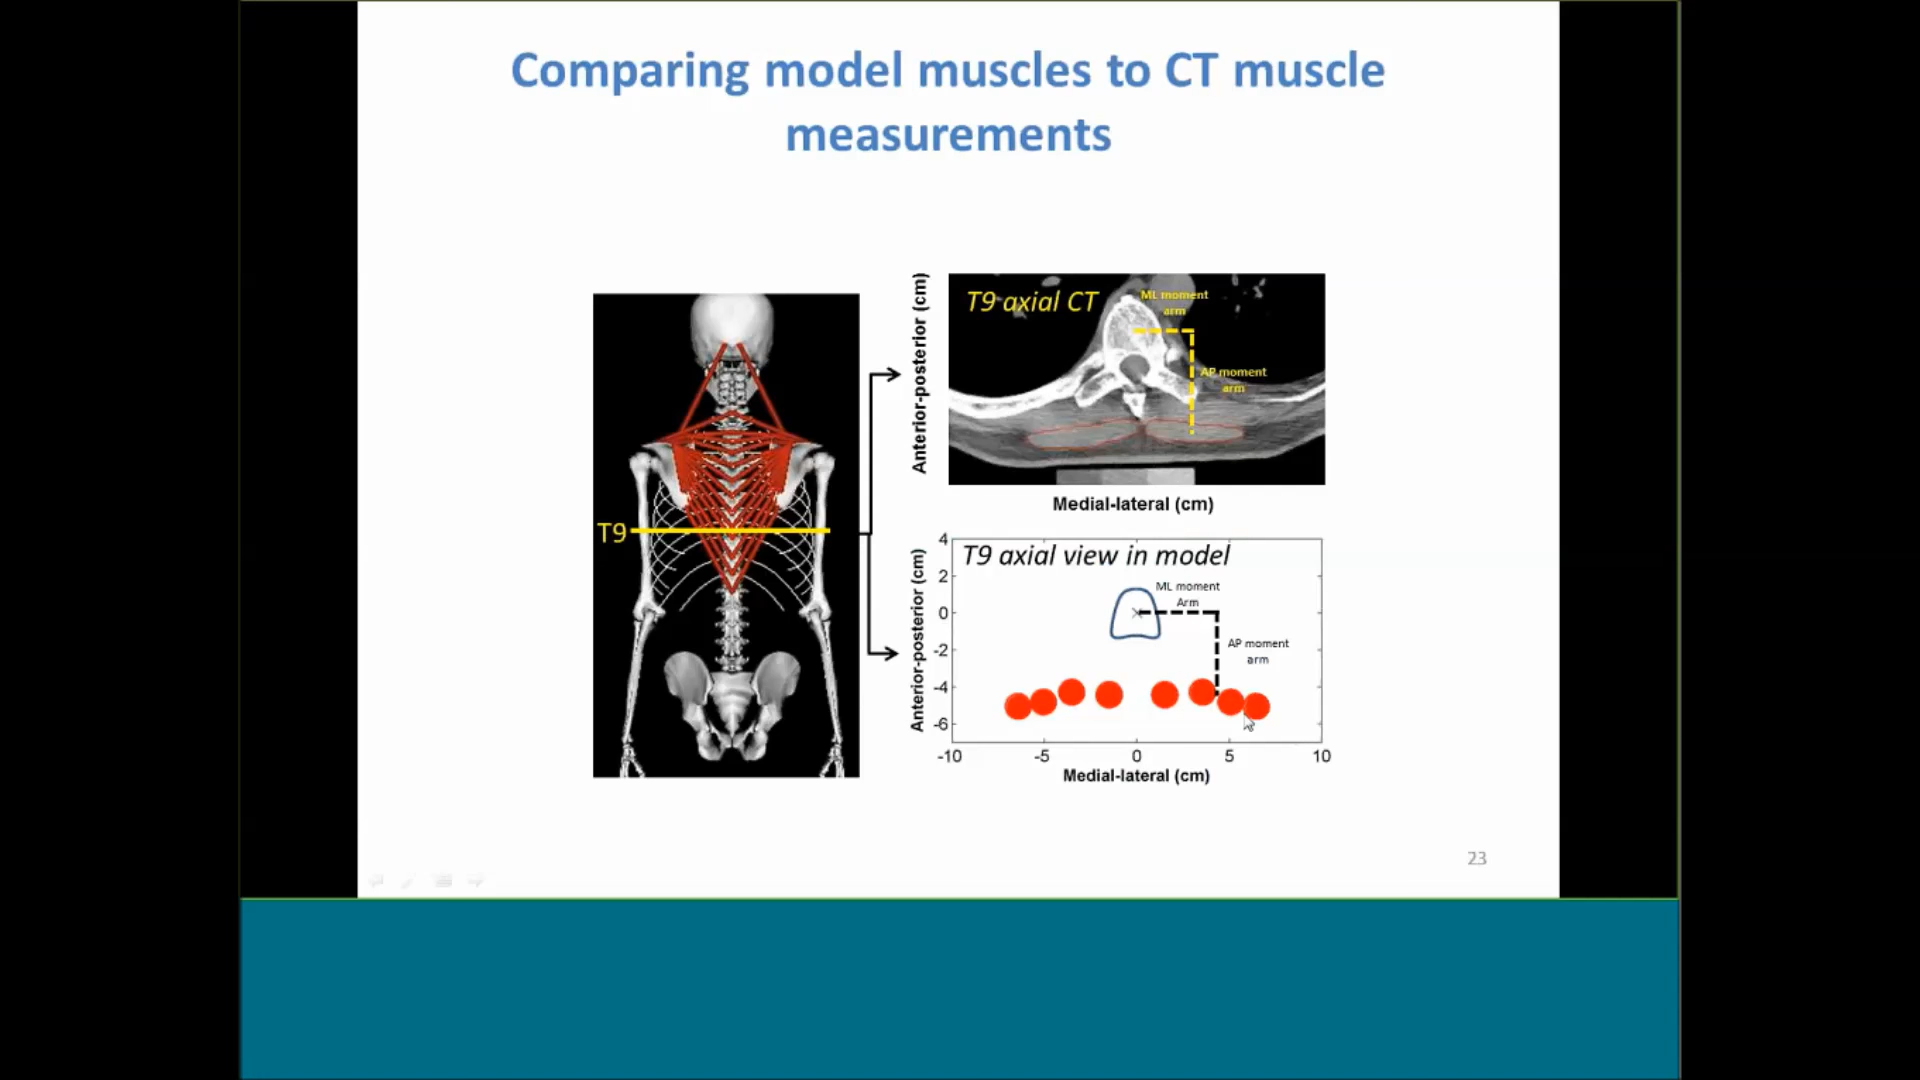 Comparing model muscles to CT muscle
measurements
T9
Anterior-posterior (cm)
T9 axial CT
ML moment
arm
AP moment
arm
Medial-lateral (cm)
Anterior-posterior (cm)
4
2
0
-2
-4
-6
T9 axial view in model
ML moment
Arm
AP moment
arm
-10 -5 0 5 10
Medial-lateral (cm)
23